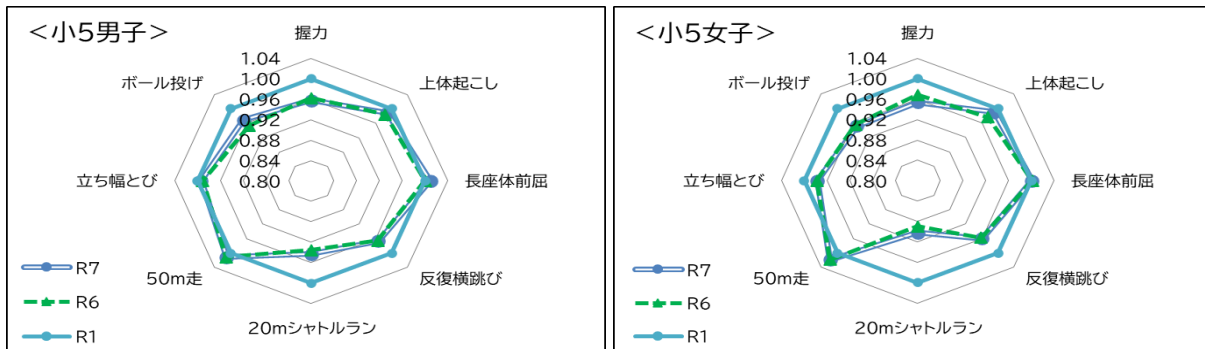 <小5男子>
握力
1.04
1.00
0.96
0.92
0.88
0.84
0.80
上体起こし
長座体前屈
反復横跳び
20mシャトルラン
50m走
立ち幅とび
ボール投げ
R7
R6
R1
<小5女子>
握力
1.04
1.00
0.96
0.92
0.88
0.84
0.80
上体起こし
長座体前屈
反復横跳び
20mシャトルラン
50m走
立ち幅とび
ボール投げ
R7
R6
R1